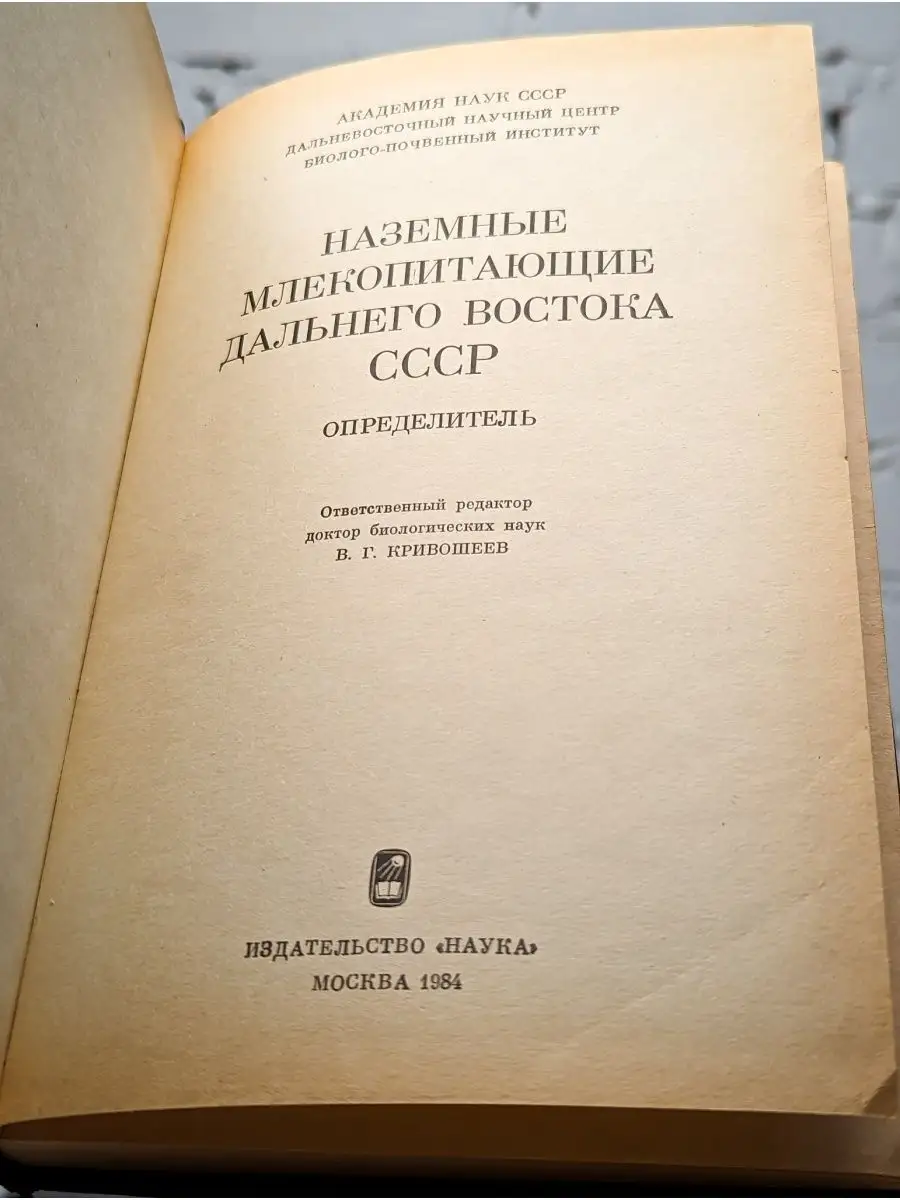 АКАДЕМИЯ НАУК СССР
ДАЛЬНЕВОСТОЧНЫЙ НАУЧНЫЙ ЦЕНТР
БИОЛОГО-ПОЧВЕННЫЙ ИНСТИТУТ
НАЗЕМНЫЕ
МЛЕКОПИТАЮЩИЕ
ДАЛЬНЕГО ВОСТОКА
СССР
ОПРЕДЕЛИТЕЛЬ
Ответственный редактор
доктор биологических наук
В. Г. КРИВОШЕЕВ
ИЗДАТЕЛЬСТВО «НАУКА»
МОСКВА 1984